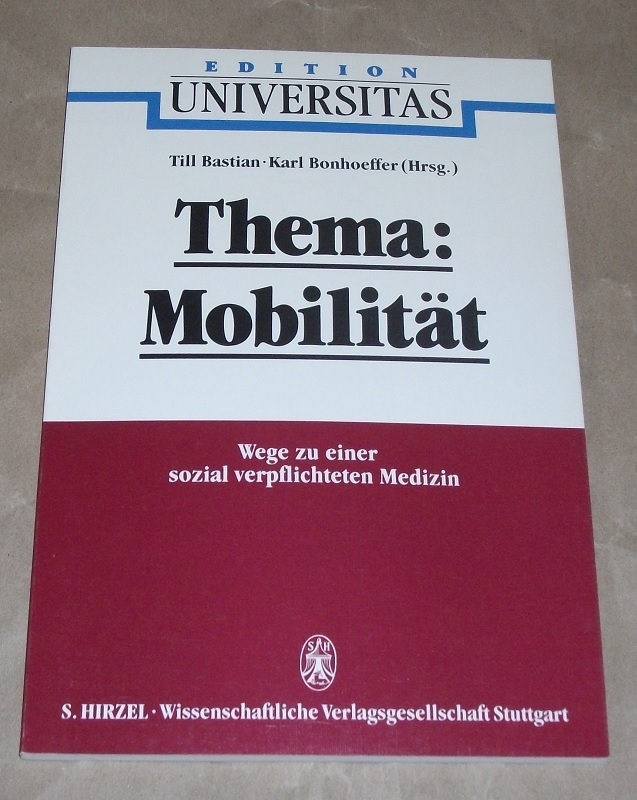 EDITION
UNIVERSITAS
Till Bastian · Karl Bonhoeffer (Hrsg.)
Thema:
Mobilität
Wege zu einer
sozial verpflichteten Medizin
S H
S. HIRZEL · Wissenschaftliche Verlagsgesellschaft Stuttgart